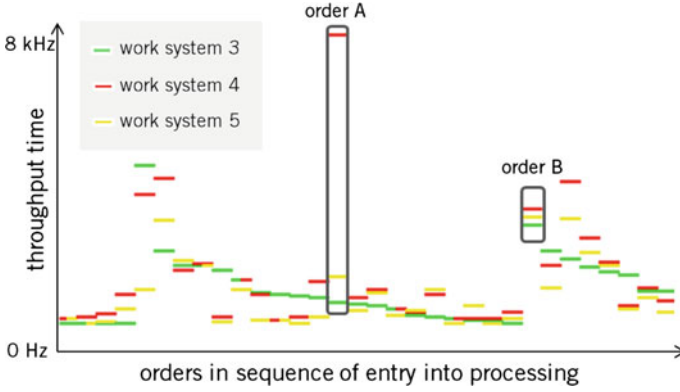 order A
8 kHz
work system 3
work system 4
work system 5
throughput time
order B
0 Hz
orders in sequence of entry into processing